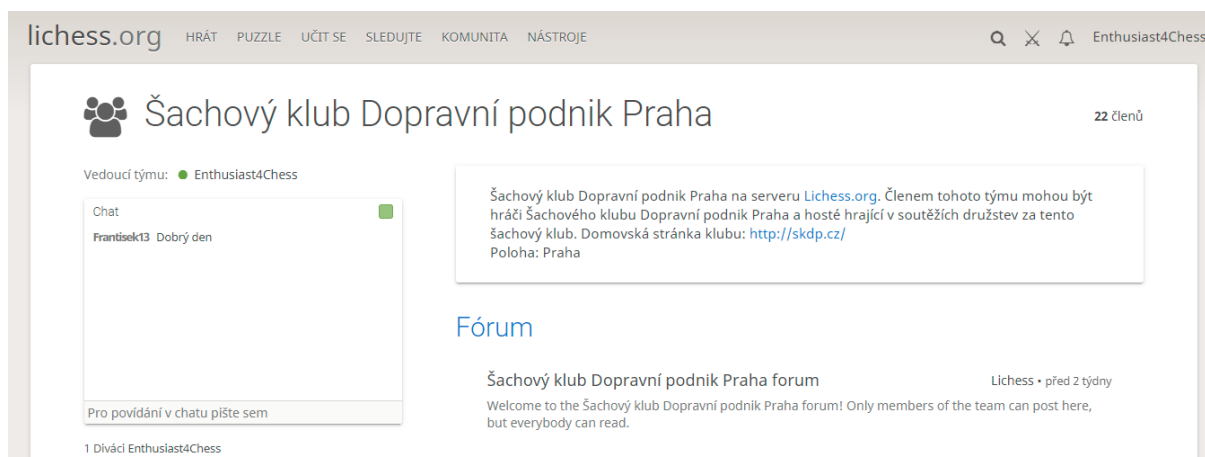 lichess.org HRÁT PUZZLE UČIT SE SLEDUJTE KOMUNITA NÁSTROJE Enthusiast4Chess
Šachový klub Dopravní podnik Praha 22 členů
Vedoucí týmu: Enthusiast4Chess
Chat
Frantisek13 Dobrý den
Pro povídání v chatu pište sem
1 Diváci Enthusiast4Chess
Šachový klub Dopravní podnik Praha na serveru Lichess.org. Členem tohoto týmu mohou být
hráči Šachového klubu Dopravní podnik Praha a hosté hrající v soutěžích družstev za tento
šachový klub. Domovská stránka klubu: http://skdp.cz/
Poloha: Praha
Fórum
Šachový klub Dopravní podnik Praha forum Lichess • před 2 týdny
Welcome to the Šachový klub Dopravní podnik Praha forum! Only members of the team can post here,
but everybody can read.